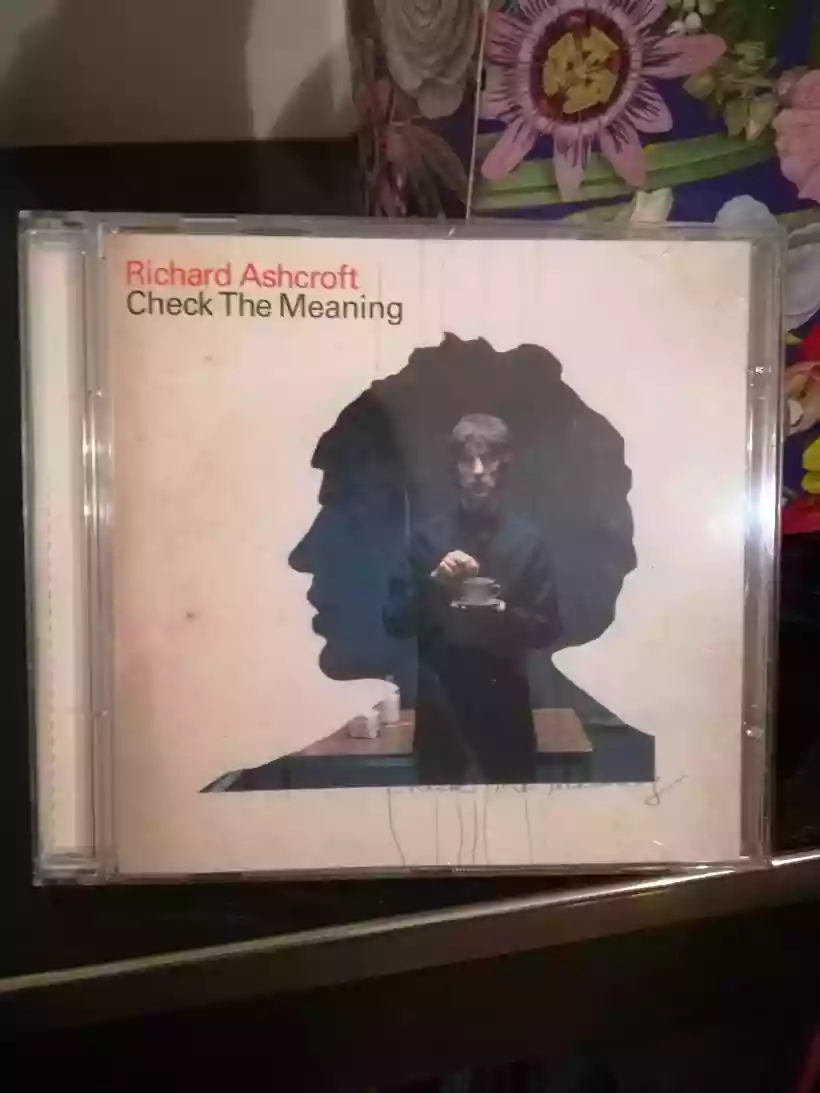 Richard Ashcroft
Check The Meaning